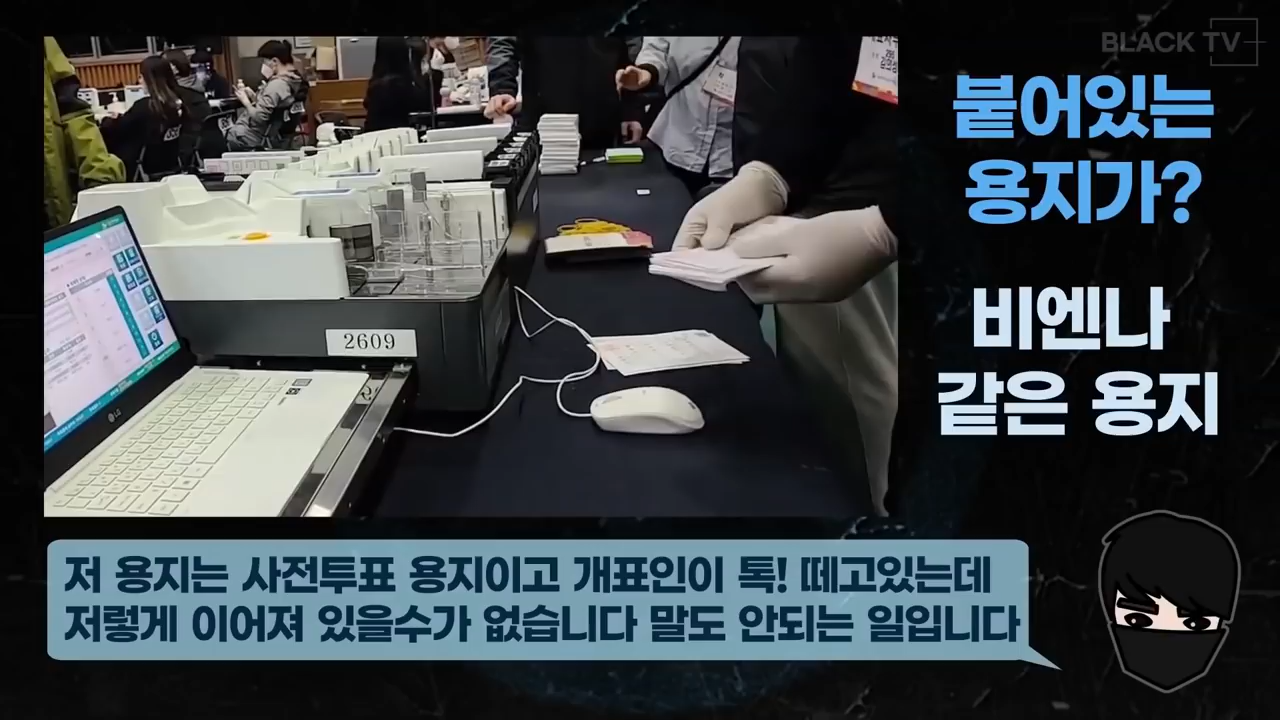 BLACK TV
붙어있는
용지가?
비엔나
같은 용지
2609
LG
저 용지는 사전투표 용지이고 개표인이 톡! 떼고있는데
저렇게 이어져 있을수가 없습니다 말도 안되는 일입니다